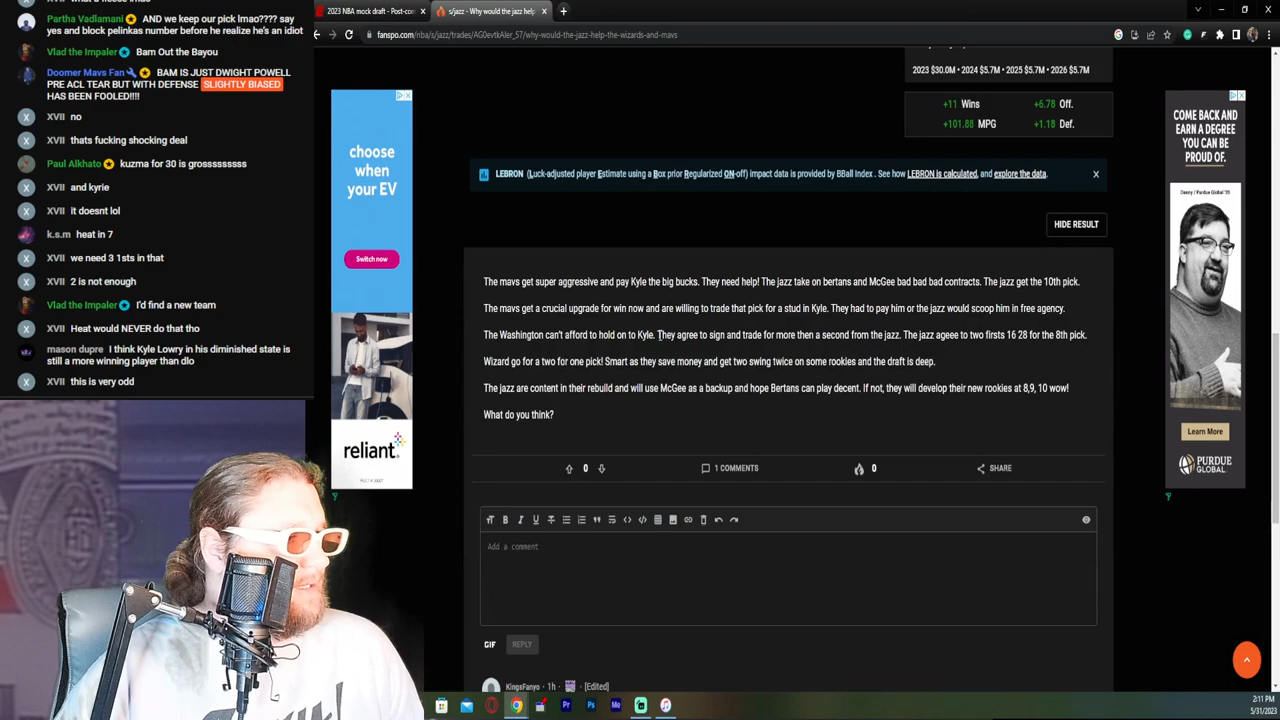 Partha Vadlamani AND we keep our pick lmao???? say
yes and block pelinkas number before he realize he's an idiot
Vlad the Impaler Bam Out the Bayou
Doomer Mavs Fan BAM IS JUST DWIGHT POWELL
PRE ACL TEAR BUT WITH DEFENSE SLIGHTLY BIASED
HAS BEEN FOOLED!!!!
X XVII no
X XVII thats fucking shocking deal
Paul Alkhato kuzma for 30 is grosssssssss
X XVII and kyrie
X XVII it doesnt lol
k.s.m heat in 7
X XVII we need 3 1sts in that
X XVII 2 is not enough
Vlad the Impaler I'd find a new team
X XVII Heat would NEVER do that tho
mason dupre I think Kyle Lowry in his diminished state is
still a more winning player than dlo
X XVII this is very odd
2023 NBA mock draft - Post-com
s/jazz - Why would the jazz help
fanspo.com/nba/s/jazz/trades/AG0evtkAler_57/why-would-the-jazz-help-the-wizards-and-mavs
2023 $30.0M • 2024 $5.7M • 2025 $5.7M • 2026 $5.7M
+11 Wins +6.78 Off.
+101.88 MPG +1.18 Def.
LEBRON (Luck-adjusted player Estimate using a Box prior Regularized ON-off) impact data is provided by BBall Index . See how LEBRON is calculated, and explore the data.
HIDE RESULT
The mavs get super aggressive and pay Kyle the big bucks. They need help! The jazz take on bertans and McGee bad bad bad contracts. The jazz get the 10th pick.
The mavs get a crucial upgrade for win now and are willing to trade that pick for a stud in Kyle. They had to pay him or the jazz would scoop him in free agency.
The Washington can't afford to hold on to Kyle. They agree to sign and trade for more then a second from the jazz. The jazz ageee to two firsts 16 28 for the 8th pick.
Wizard go for a two for one pick! Smart as they save money and get two swing twice on some rookies and the draft is deep.
The jazz are content in their rebuild and will use McGee as a backup and hope Bertans can play decent. If not, they will develop their new rookies at 8,9, 10 wow!
What do you think?
0
1 COMMENTS
0
SHARE
Add a comment
GIF REPLY
KingsFanyo · 1h · [Edited]
choose
when
your EV
Switch now
reliant
COME BACK AND
EARN A DEGREE
YOU CAN BE
PROUD OF.
Learn More
PURDUE
GLOBAL
2:11 PM
5/31/2023